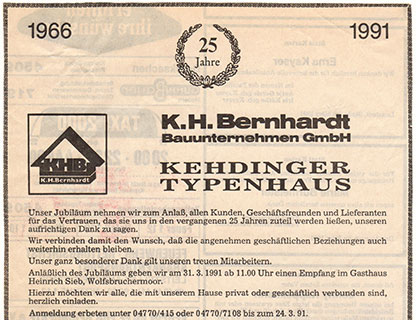 1966 1991
25
Jahre
K.H. Bernhardt
Bauunternehmen GmbH
KHB
K.H. Bernhardt
KEHDINGER
TYPENHAUS
Unser Jubiläum nehmen wir zum Anlaß, allen Kunden, Geschäftsfreunden und Lieferanten
für das Vertrauen, das sie uns in den vergangenen 25 Jahren zuteil werden ließen, unseren
aufrichtigen Dank zu sagen.
Wir verbinden damit den Wunsch, daß die angenehmen geschäftlichen Beziehungen auch
weiterhin erhalten bleiben.
Unser ganz besonderer Dank gilt unseren treuen Mitarbeitern.
Anläßlich des Jubiläums geben wir am 31. 3. 1991 ab 11.00 Uhr einen Empfang im Gasthaus
Heinrich Sieb, Wolfsbruchermoor.
Hierzu möchten wir alle, die mit unserem Hause privat oder geschäftlich verbunden sind,
herzlich einladen.
Anmeldung erbeten unter 04770/415 oder 04770/7108 bis zum 24. 3. 91.